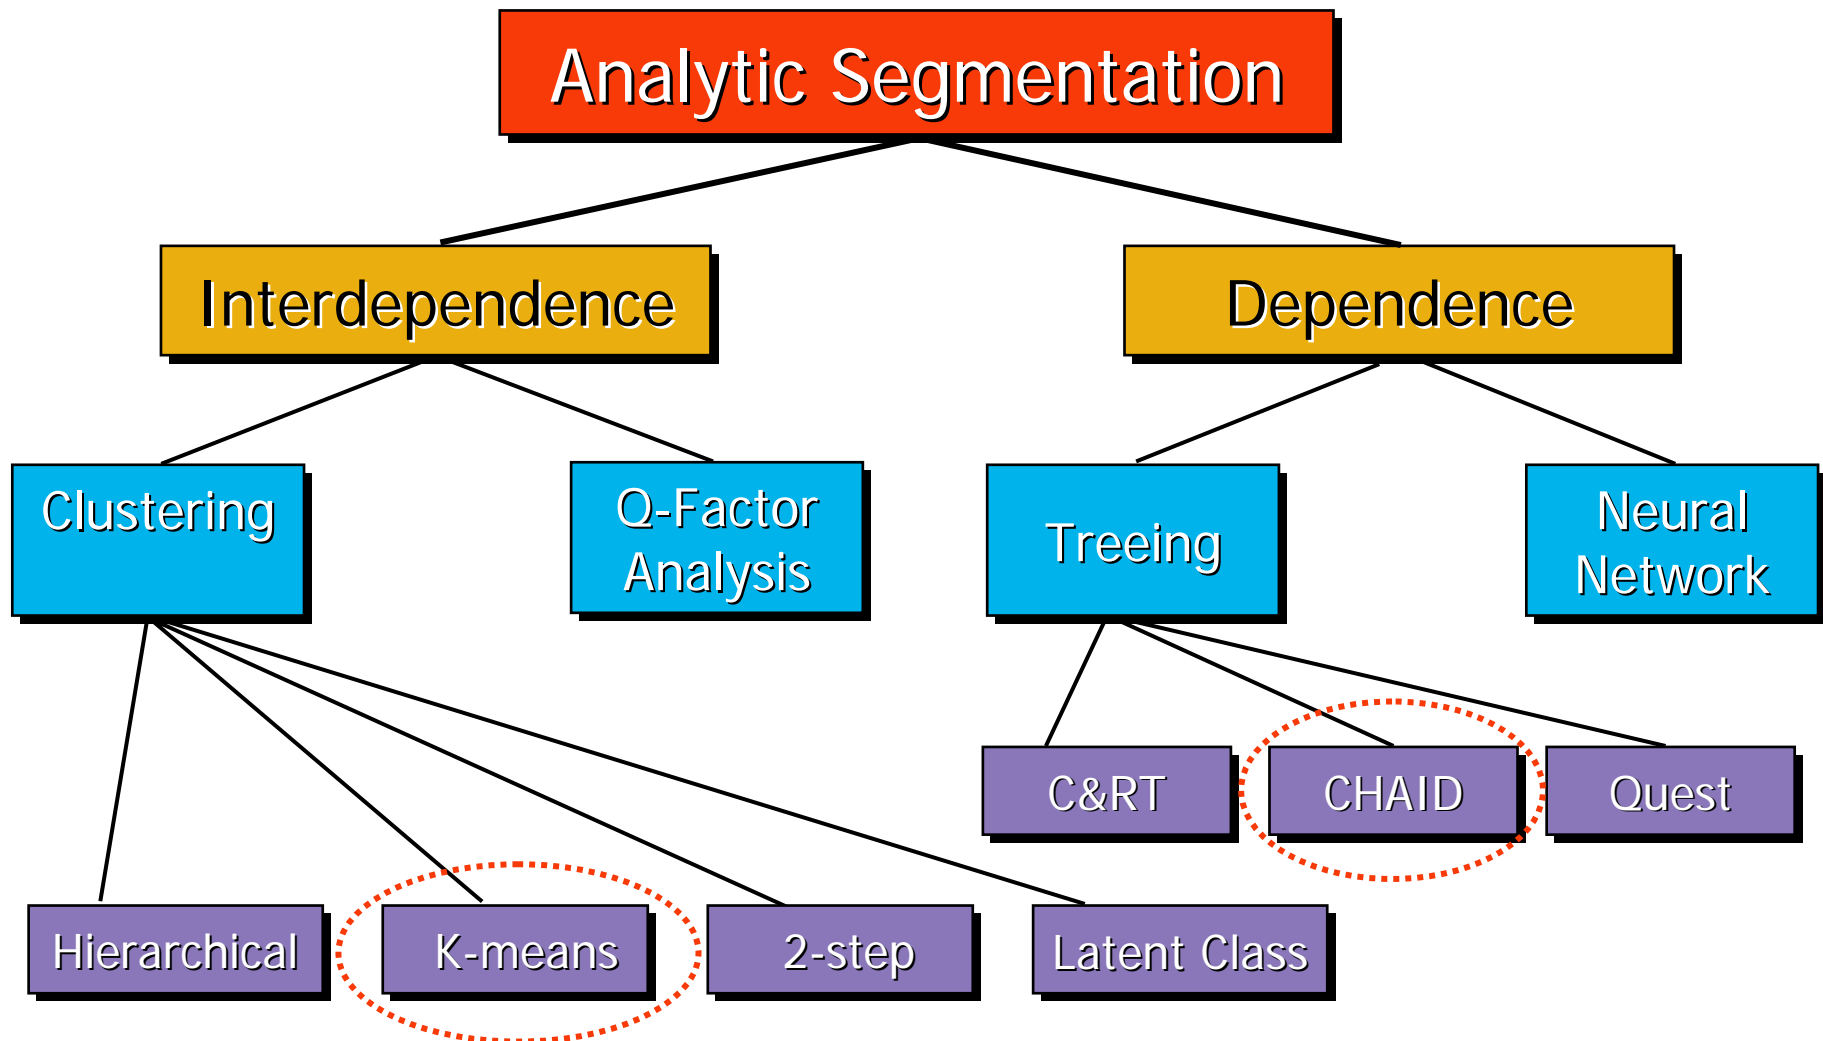 Analytic Segmentation
Interdependence
Dependence
Clustering
Q-Factor
Analysis
Treeing
Neural
Network
C&RT
CHAID
Quest
Hierarchical
K-means
2-step
Latent Class